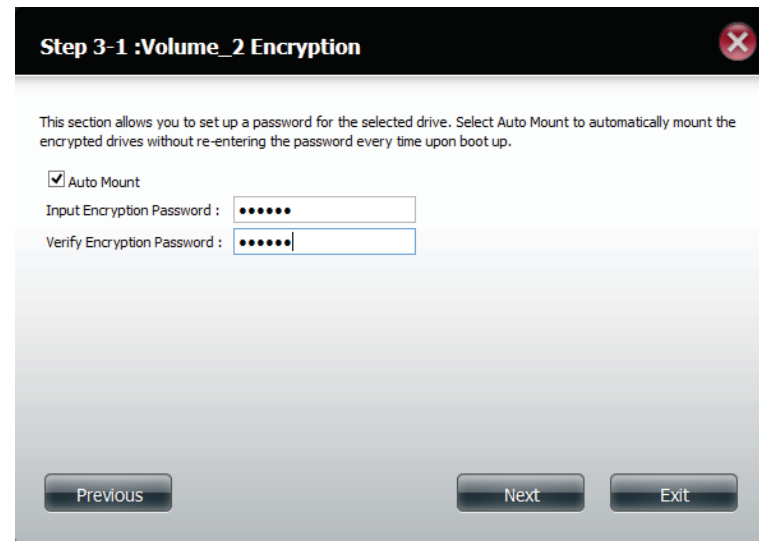 Step 3-1 :Volume_2 Encryption
This section allows you to set up a password for the selected drive. Select Auto Mount to automatically mount the
encrypted drives without re-entering the password every time upon boot up.
Auto Mount
Input Encryption Password : ••••••
Verify Encryption Password : ••••••
Previous Next Exit